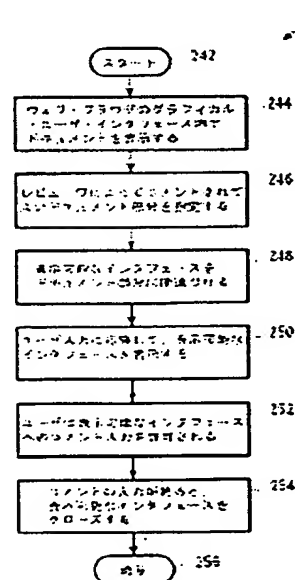 スタート 242
ウェブ・ブラウザのグラフィカル
・ユーザ・インタフェース内で
ドキュメントを表示する
244
レビューワによってコメントされて
よいドキュメント部分を指定する
246
表示可能なインタフェースを
ドキュメント部分に関連付ける
248
ユーザ入力に応答して、表示可能な
インタフェースを表示する
250
ユーザは表示可能なインタフェース
へのコメント入力を許可される
252
コメントの入力が終ると、
表示可能なインタフェースを
クローズする
254
256